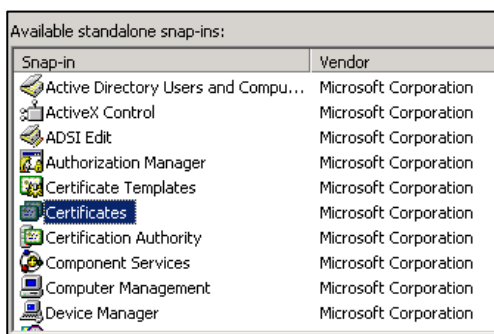 Available standalone snap-ins:
Snap-in Vendor
Active Directory Users and Compu... Microsoft Corporation
ActiveX Control Microsoft Corporation
ADSI Edit Microsoft Corporation
Authorization Manager Microsoft Corporation
Certificate Templates Microsoft Corporation
Certificates Microsoft Corporation
Certification Authority Microsoft Corporation
Component Services Microsoft Corporation
Computer Management Microsoft Corporation
Device Manager Microsoft Corporation